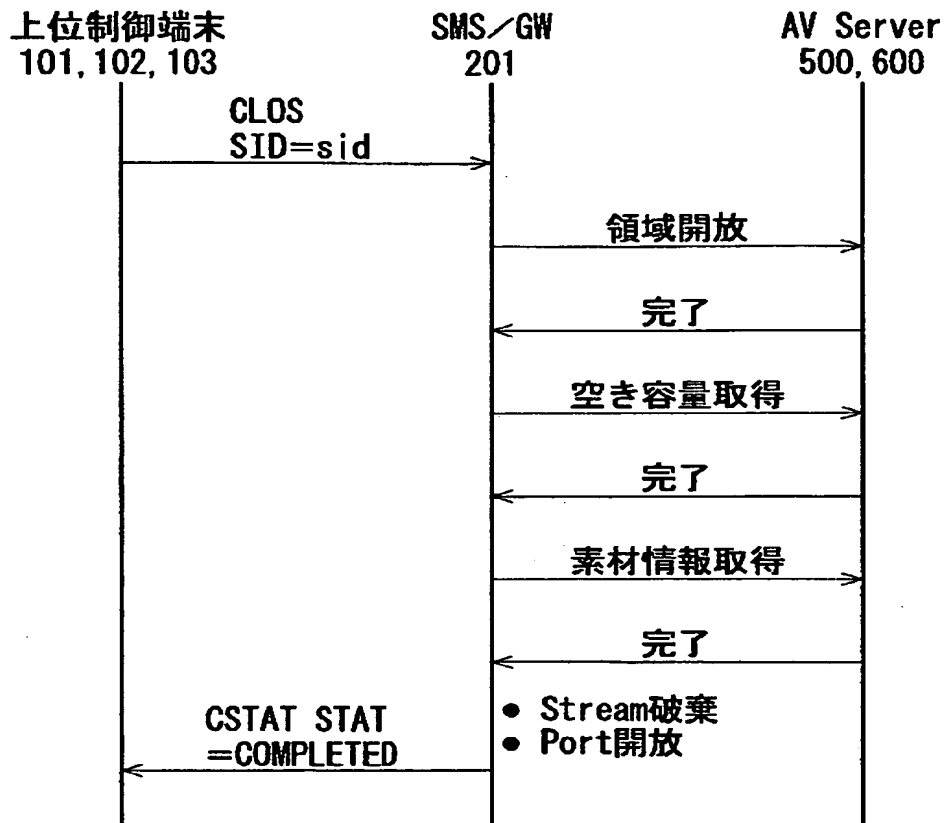 上位制御端末
101,102,103
SMS／GW
201
AV Server
500,600
CLOS
SID=sid
領域開放
完了
空き容量取得
完了
素材情報取得
完了
● Stream破棄
● Port開放
CSTAT STAT
=COMPLETED